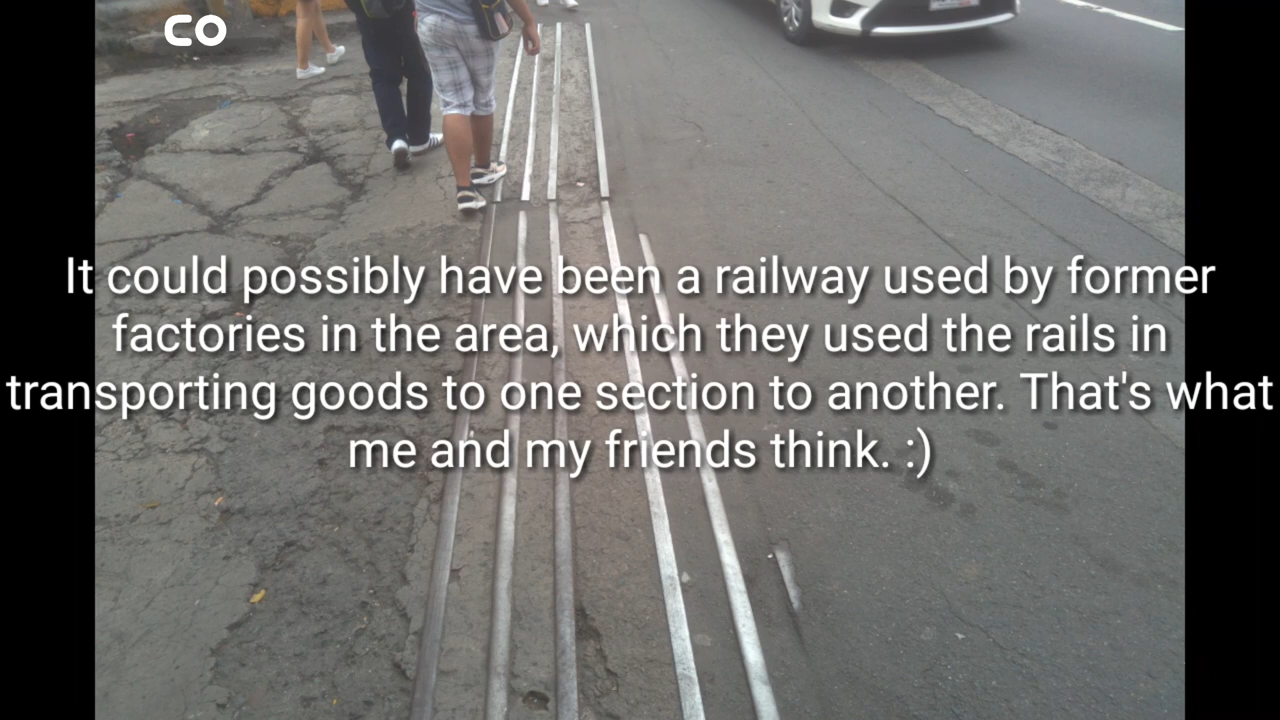 co
It could possibly have been a railway used by former
factories in the area, which they used the rails in
transporting goods to one section to another. That's what
me and my friends think. :)